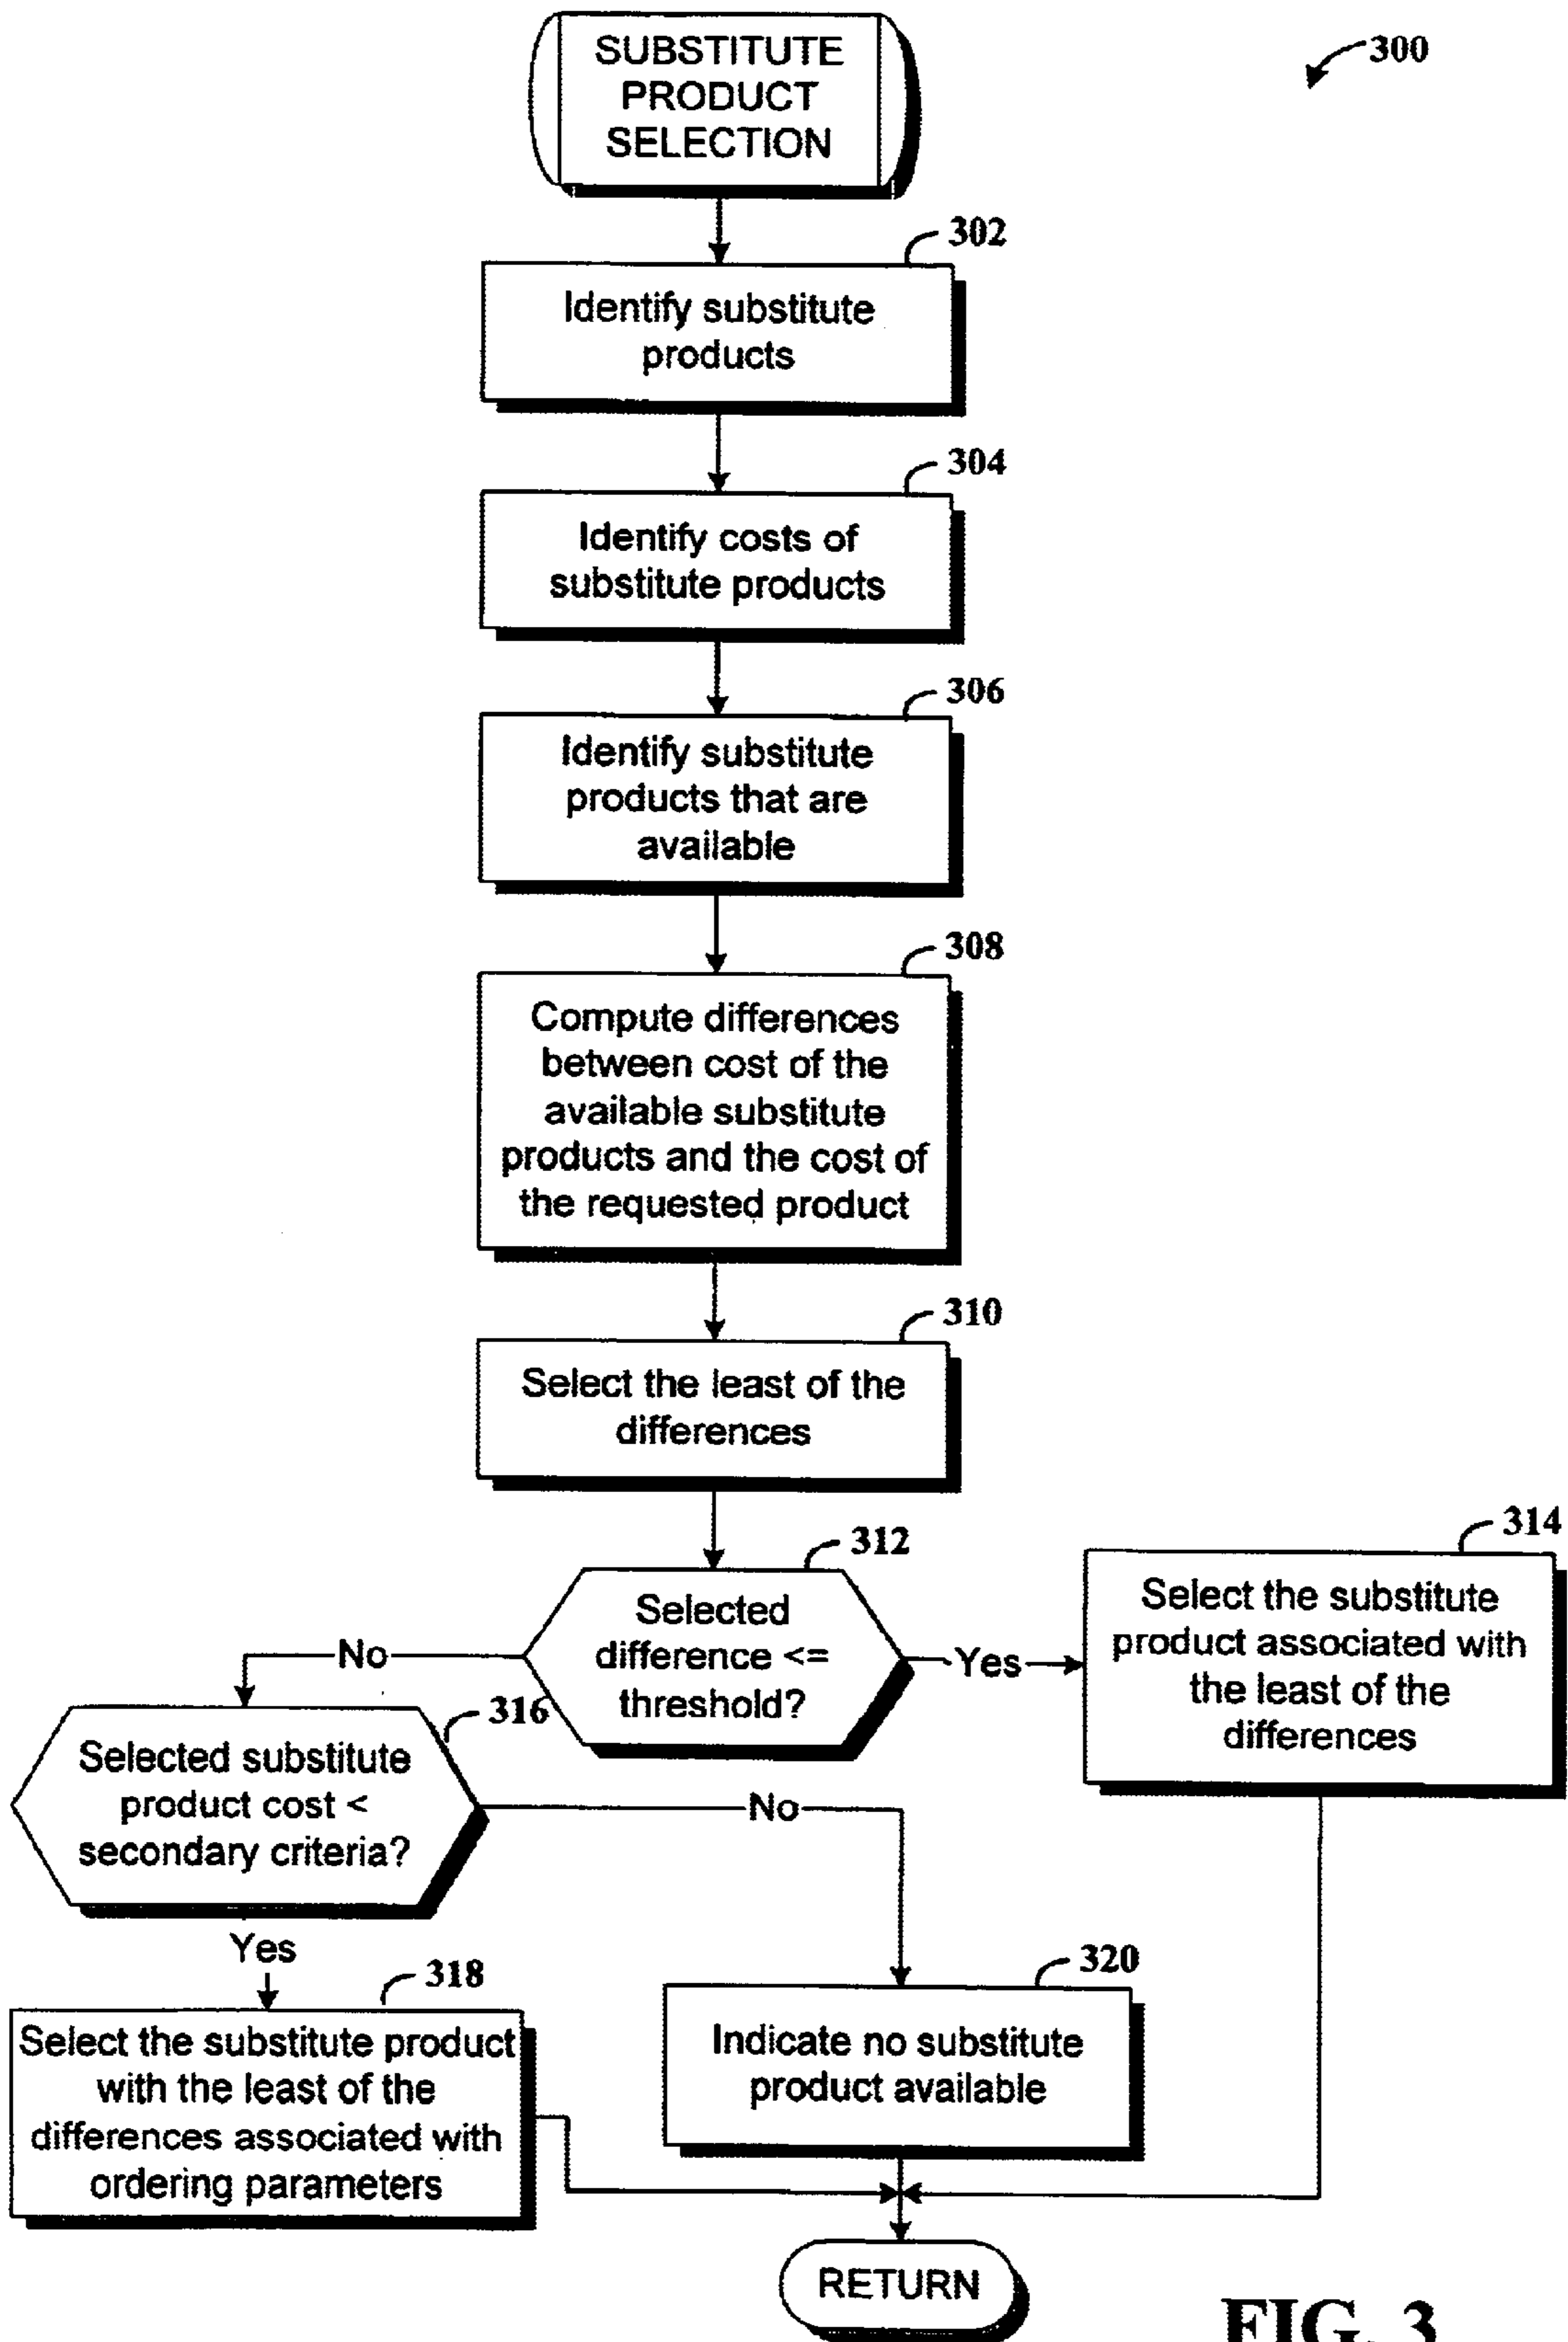 SUBSTITUTE
PRODUCT
SELECTION
300
302
Identify substitute
products
304
Identify costs of
substitute products
306
Identify substitute
products that are
available
308
Compute differences
between cost of the
available substitute
products and the cost of
the requested product
310
Select the least of the
differences
312
Selected
difference <=
threshold?
No
Yes
314
Select the substitute
product associated with
the least of the
differences
316
Selected substitute
product cost <
secondary criteria?
No
Yes
318
Select the substitute product
with the least of the
differences associated with
ordering parameters
320
Indicate no substitute
product available
RETURN
FIG. 3